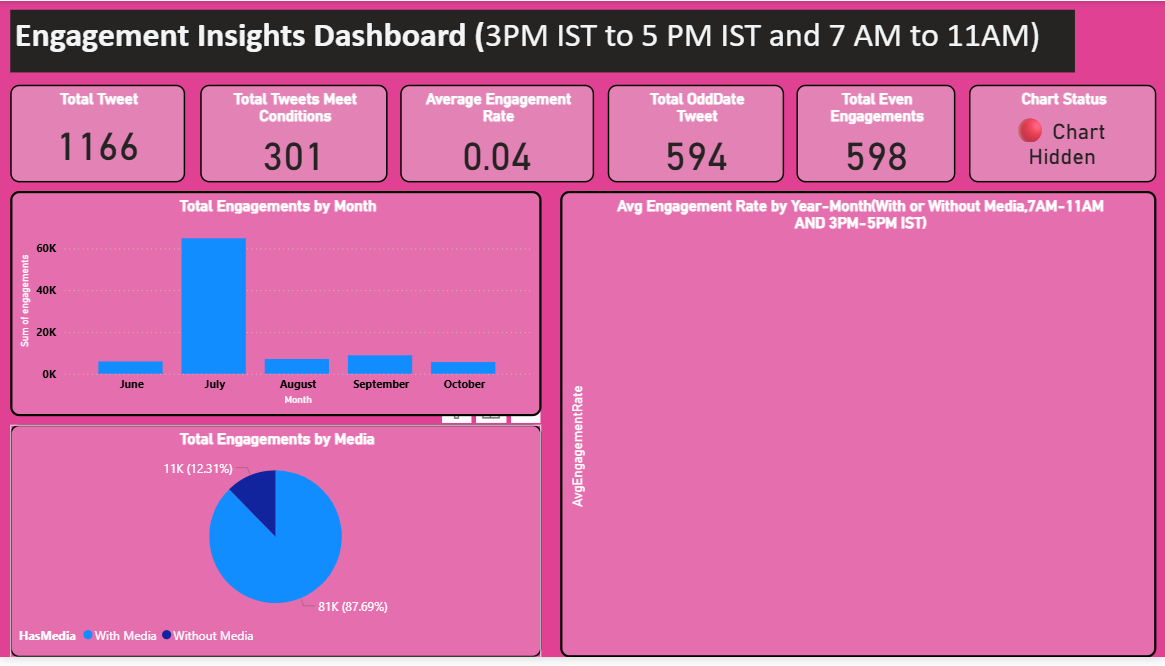 Engagement Insights Dashboard (3PM IST to 5 PM IST and 7 AM to 11AM)
Total Tweet
1166
Total Tweets Meet
Conditions
301
Average Engagement
Rate
0.04
Total OddDate
Tweet
594
Total Even
Engagements
598
Chart Status
Chart
Hidden
Total Engagements by Month
Sum of engagements
60K
40K
20K
0K
June
July
August
September
October
Month
Avg Engagement Rate by Year-Month(With or Without Media,7AM-11AM
AND 3PM-5PM IST)
AvgEngagementRate
Total Engagements by Media
11K (12.31%)
81K (87.69%)
HasMedia With Media Without Media